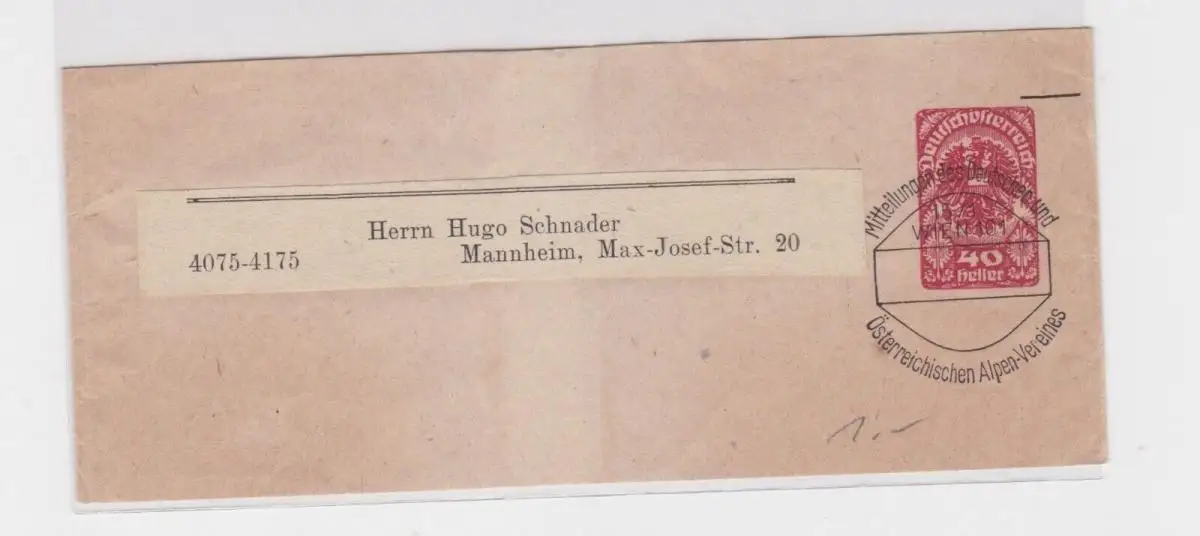 Deutschösterreich
40
heller
Mitteilungen des Deutschen und
WIEN 101
Österreichischen Alpen-Vereines
Herrn Hugo Schnader
4075-4175 Mannheim, Max-Josef-Str. 20
1.-